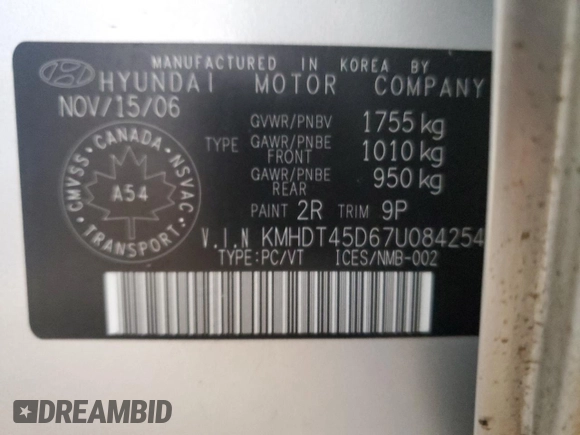 MANUFACTURED IN KOREA BY
HYUNDAI MOTOR COMPANY
NOV/15/06
GVWR/PNBV 1755 kg
TYPE
GAWR/PNBE FRONT 1010 kg
GAWR/PNBE REAR 950 kg
CMVSS CANADA NSVAC
A54
TRANSPORT
PAINT 2R TRIM 9P
V.I.N KMHDT45D67U084254
TYPE:PC/VT ICES/NMB-002
DREAMBID